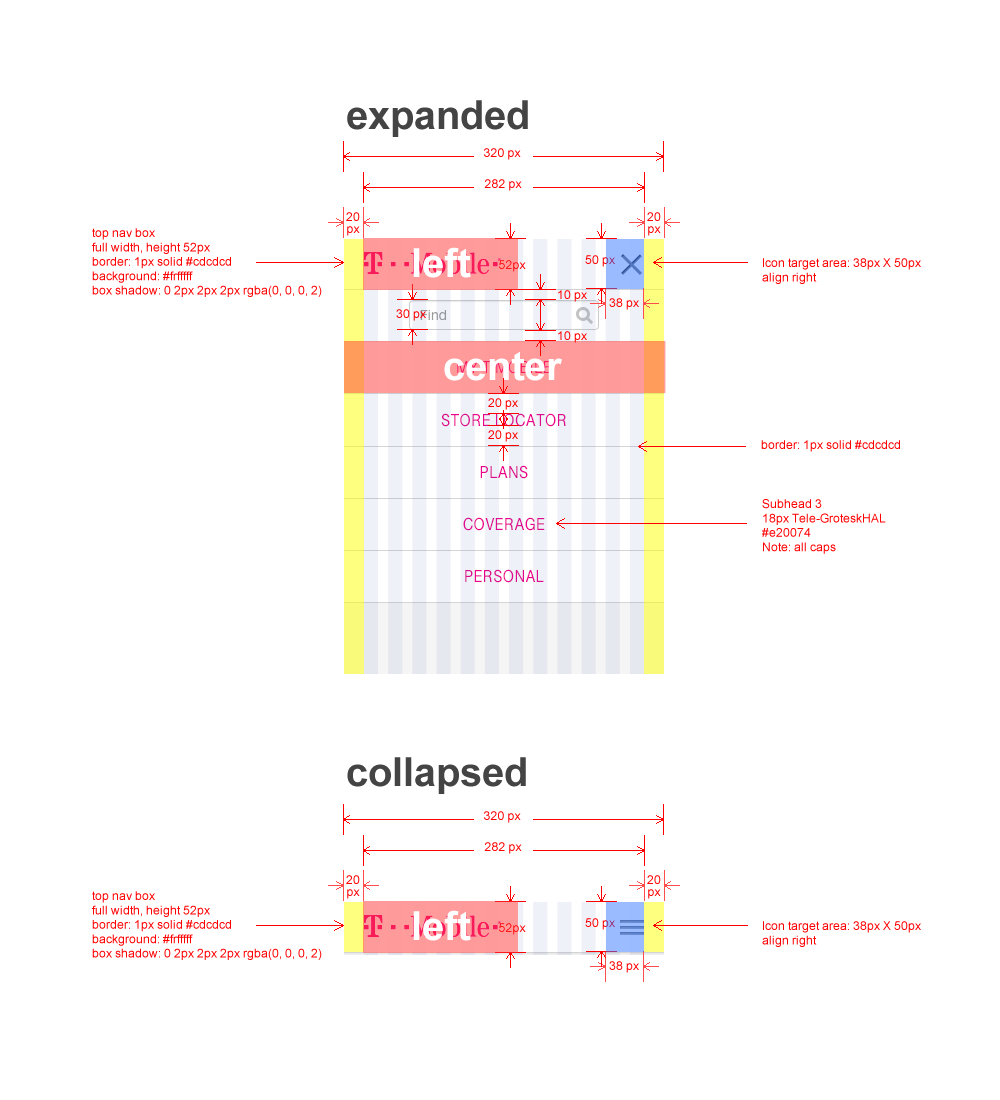 expanded
320 px
282 px
20
px
20
px
top nav box
full width, height 52px
border: 1px solid #cdcdcd
background: #frffffff
box shadow: 0 2px 2px 2px rgba(0, 0, 0, 2)
T··Mobile·
left
52px
50 px
Icon target area: 38px X 50px
align right
10 px
38 px
30 px
Find
10 px
center
20 px
STORE LOCATOR
20 px
border: 1px solid #cdcdcd
PLANS
Subhead 3
18px Tele-GroteskHAL
#e20074
Note: all caps
COVERAGE
PERSONAL
collapsed
320 px
282 px
20
px
20
px
top nav box
full width, height 52px
border: 1px solid #cdcdcd
background: #frffffff
box shadow: 0 2px 2px 2px rgba(0, 0, 0, 2)
T··Mobile·
left
52px
50 px
Icon target area: 38px X 50px
align right
38 px